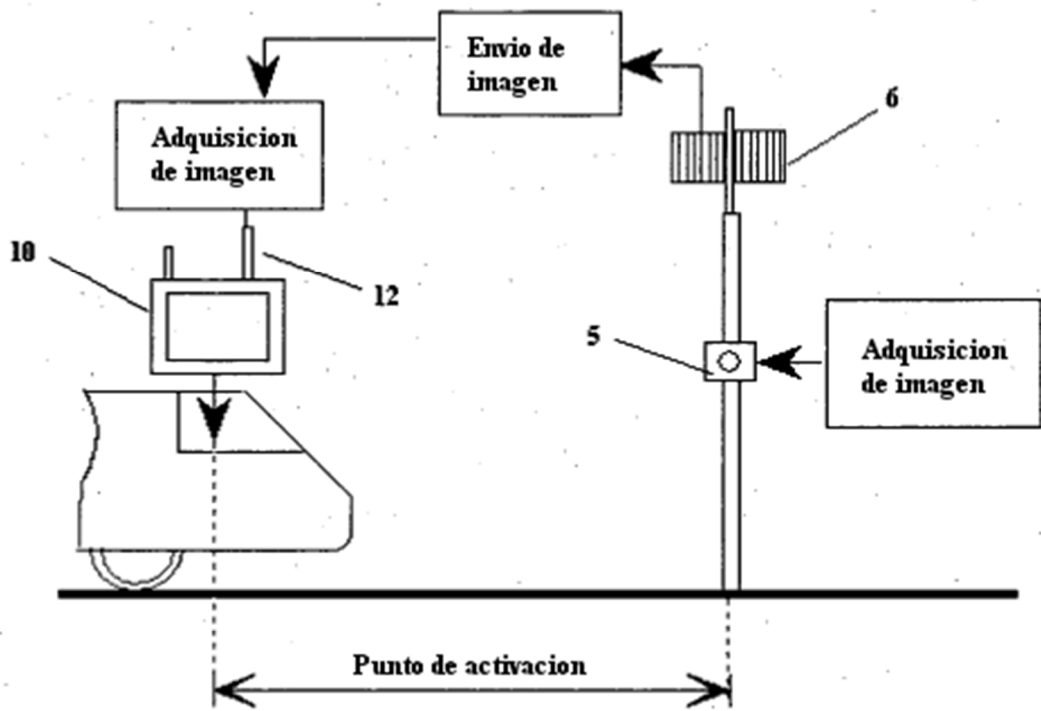 Envio de
imagen
Adquisicion
de imagen
6
10
12
5
Adquisicion
de imagen
Punto de activacion